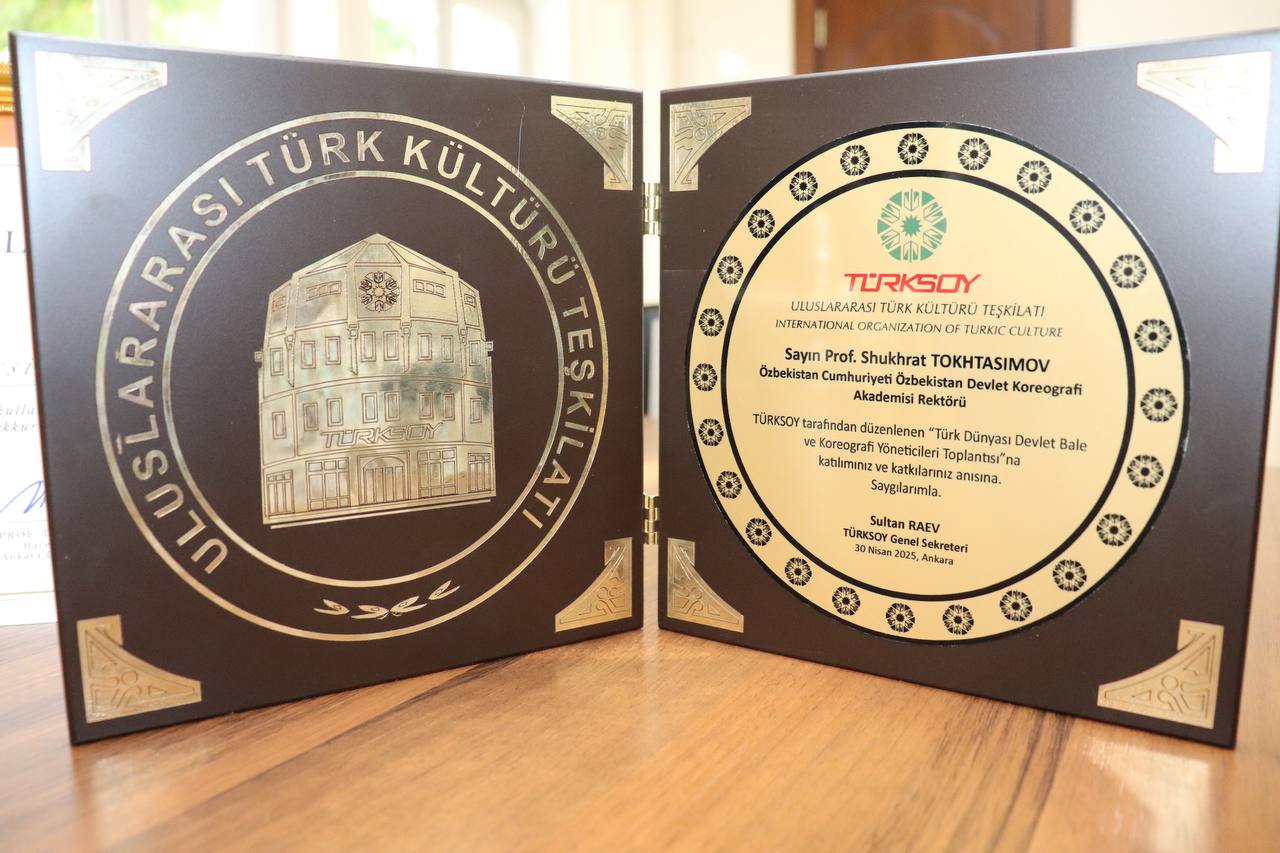 ULUSLARARASI TÜRK KÜLTÜRÜ TEŞKİLATI
TÜRKSOY
TÜRKSOY
ULUSLARARASI TÜRK KÜLTÜRÜ TEŞKİLATI
INTERNATIONAL ORGANIZATION OF TURKIC CULTURE
Sayın Prof. Shukhrat TOKHTASIMOV
Özbekistan Cumhuriyeti Özbekistan Devlet Koreografi
Akademisi Rektörü
TÜRKSOY tarafından düzenlenen “Türk Dünyası Devlet Bale
ve Koreografi Yöneticileri Toplantısı”na
katılımınız ve katkılarınız anısına.
Saygılarımla.
Sultan RAEV
TÜRKSOY Genel Sekreteri
30 Nisan 2025, Ankara
PROF
Ankara